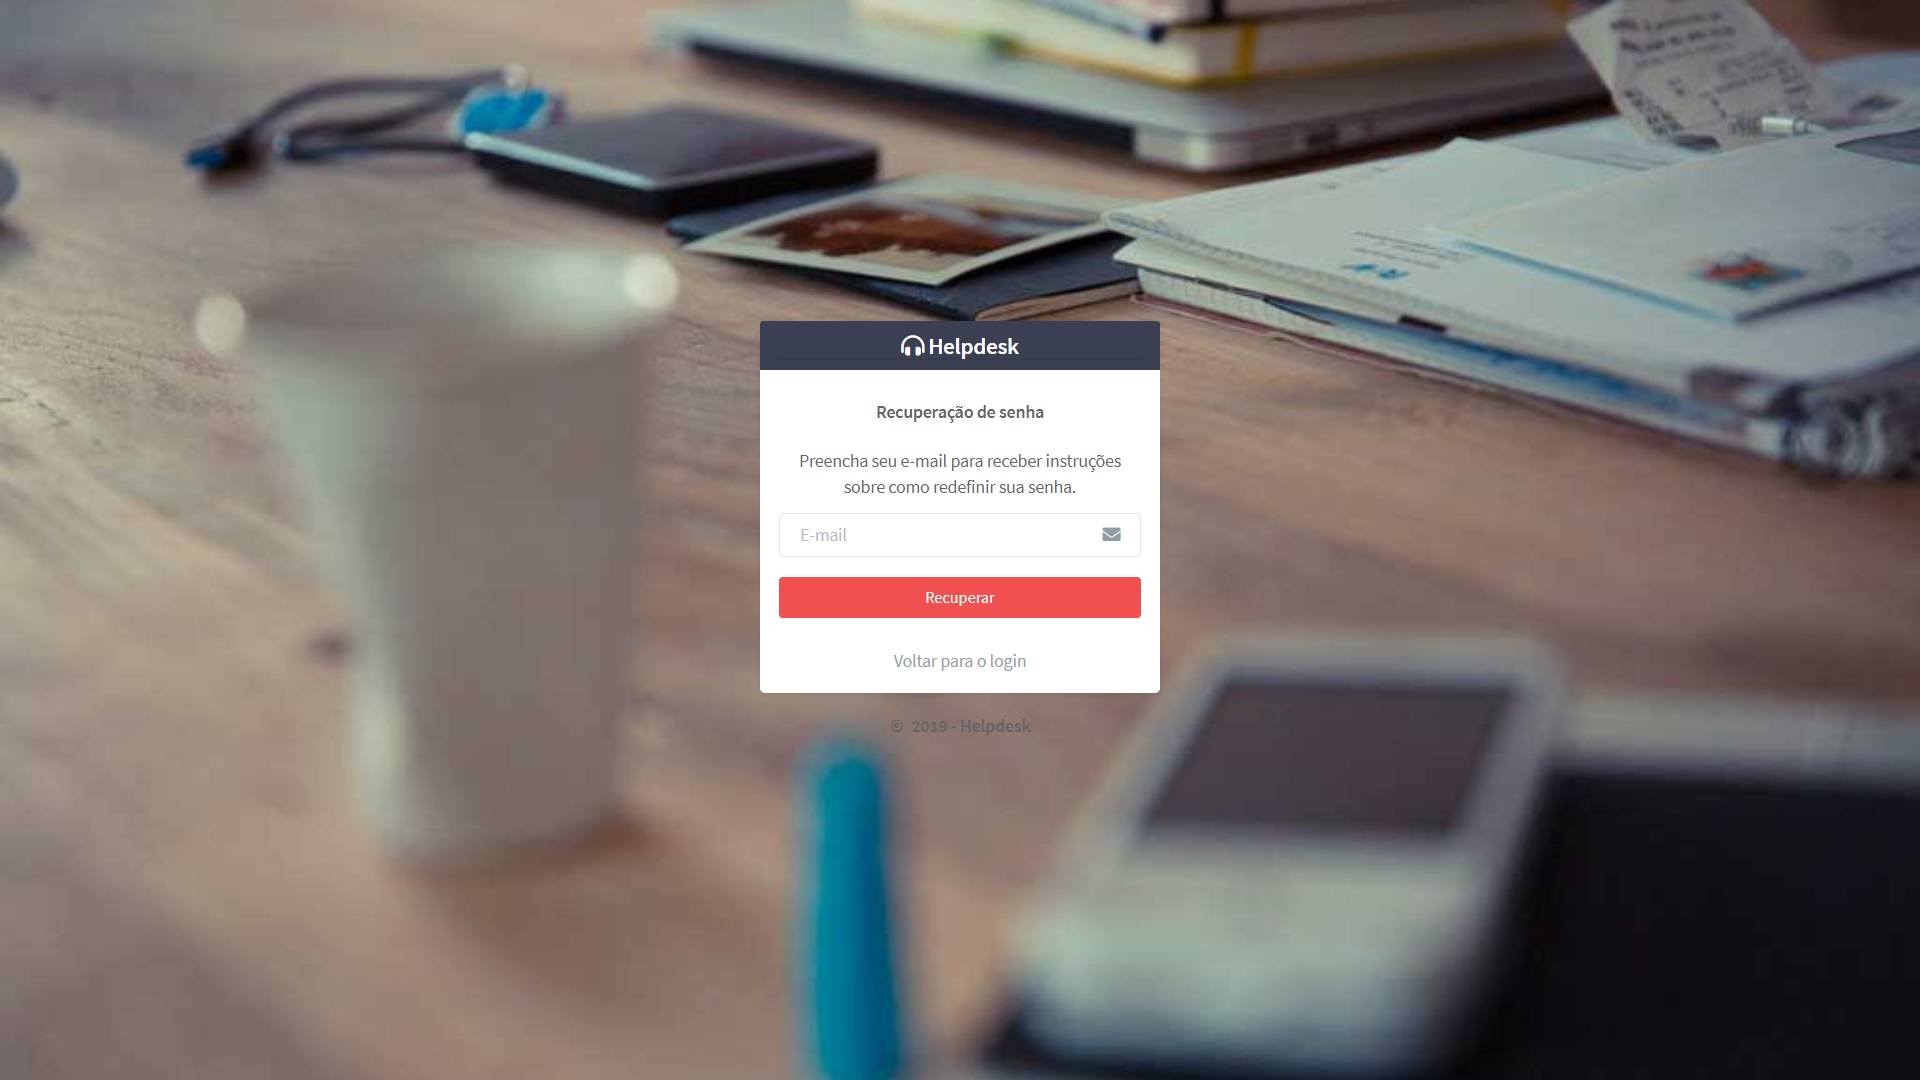 Helpdesk
Recuperação de senha
Preencha seu e-mail para receber instruções
sobre como redefinir sua senha.
E-mail
Recuperar
Voltar para o login
© 2019 - Helpdesk